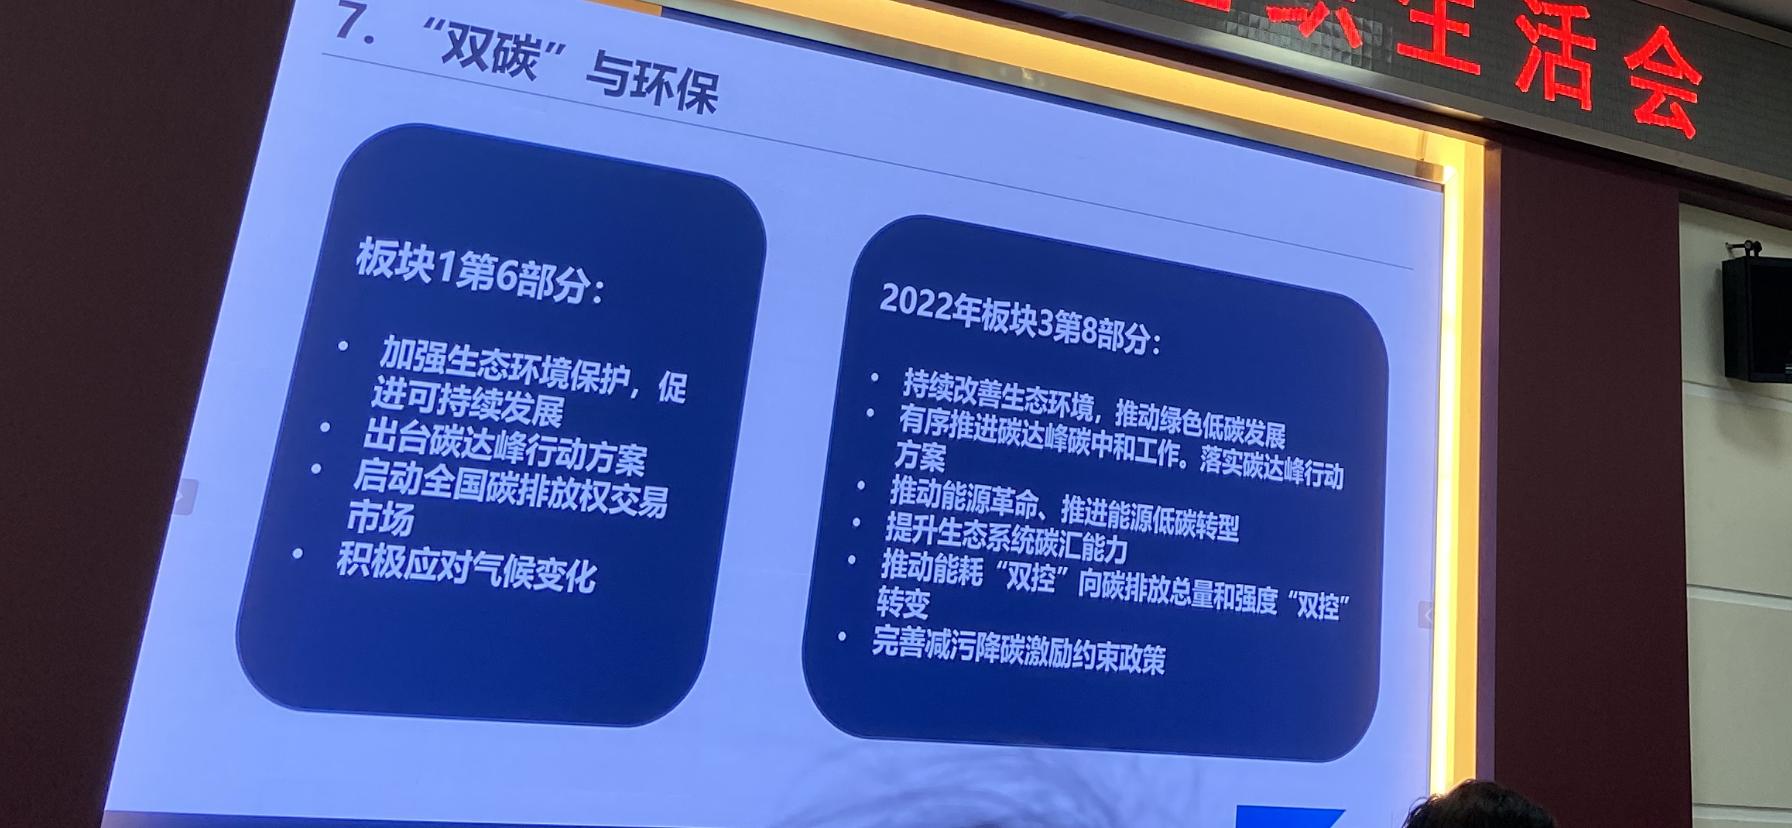 7. “双碳”与环保
生活会
板块1第6部分：
• 加强生态环境保护，促
进可持续发展
• 出台碳达峰行动方案
• 启动全国碳排放权交易
市场
• 积极应对气候变化
2022年板块3第8部分：
• 持续改善生态环境，推动绿色低碳发展
• 有序推进碳达峰碳中和工作。落实碳达峰行动
方案
• 推动能源革命、推进能源低碳转型
• 提升生态系统碳汇能力
• 推动能耗“双控”向碳排放总量和强度“双控”
转变
• 完善减污降碳激励约束政策